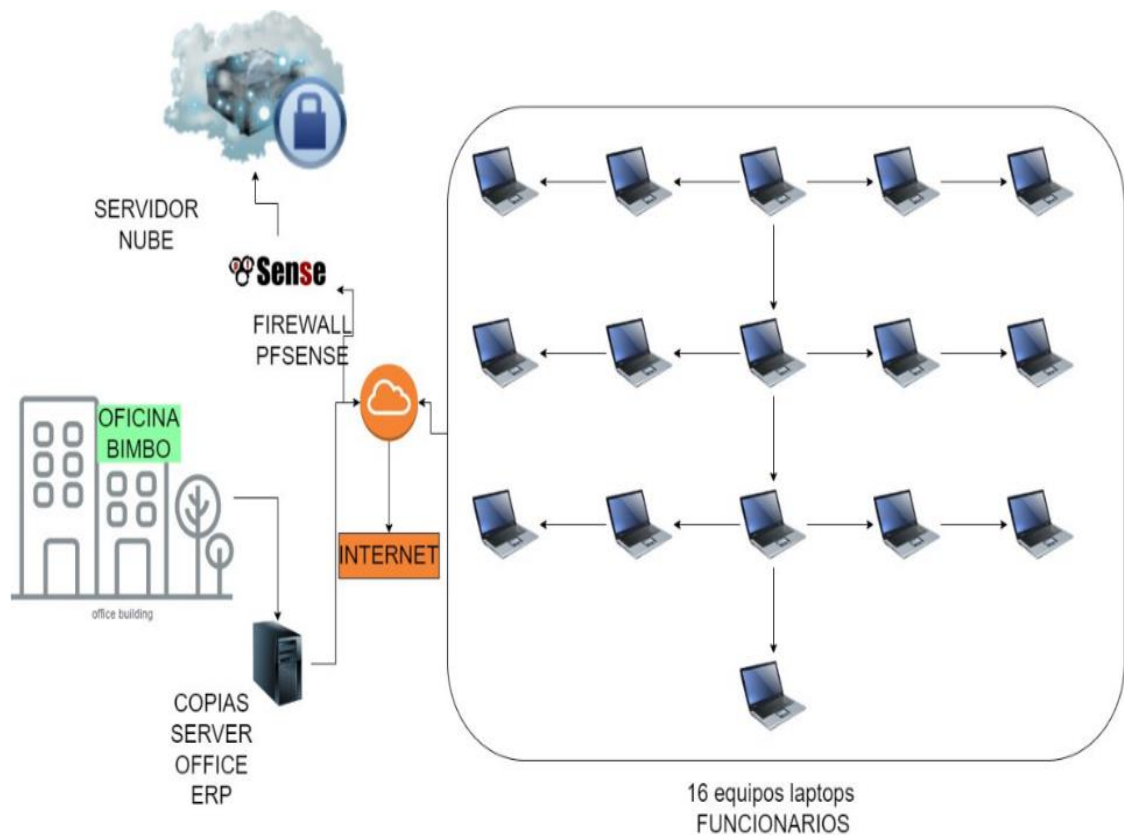 SERVIDOR
NUBE
Sense
FIREWALL
PFSENSE
OFICINA
BIMBO
INTERNET
office building
COPIAS
SERVER
OFFICE
ERP
16 equipos laptops
FUNCIONARIOS